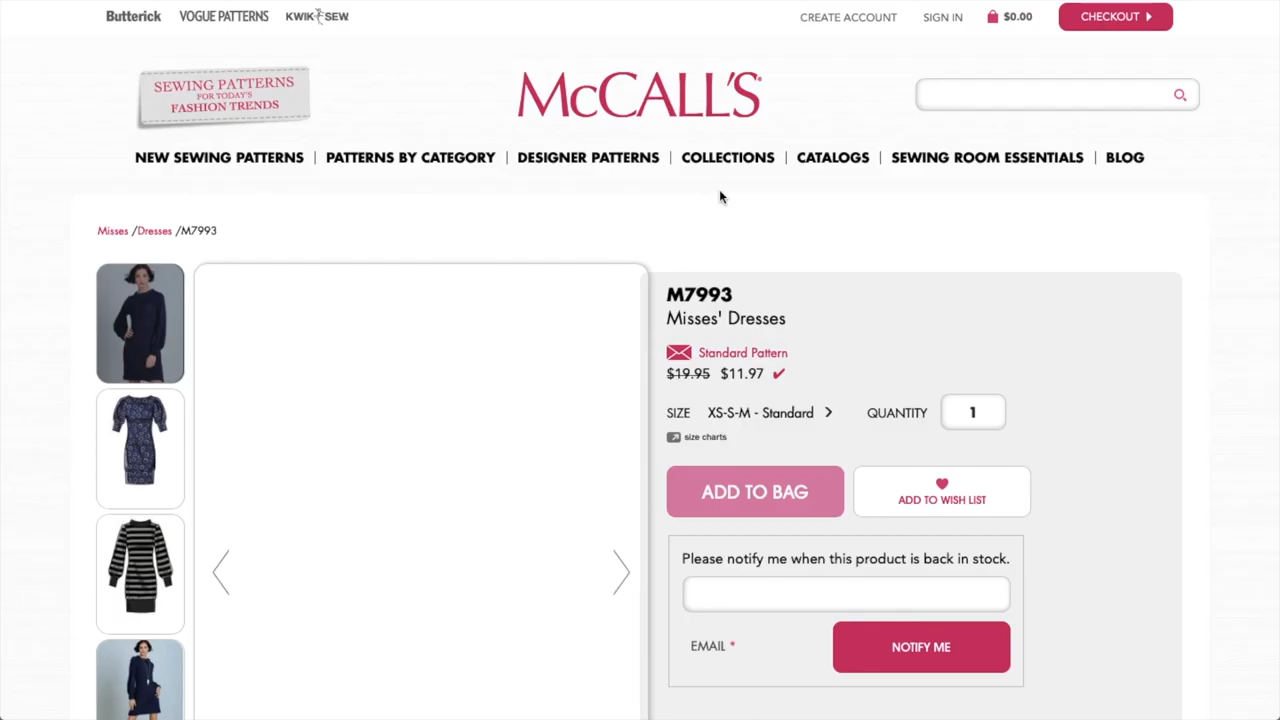 Butterick VOGUE PATTERNS KWIK SEW CREATE ACCOUNT SIGN IN $0.00 CHECKOUT
SEWING PATTERNS
FOR TODAY'S
FASHION TRENDS
McCALL'S
NEW SEWING PATTERNS | PATTERNS BY CATEGORY | DESIGNER PATTERNS | COLLECTIONS | CATALOGS | SEWING ROOM ESSENTIALS | BLOG
Misses /Dresses /M7993
M7993
Misses' Dresses
Standard Pattern
$19.95 $11.97
SIZE XS-S-M - Standard QUANTITY 1
size charts
ADD TO BAG
ADD TO WISH LIST
Please notify me when this product is back in stock.
EMAIL * NOTIFY ME